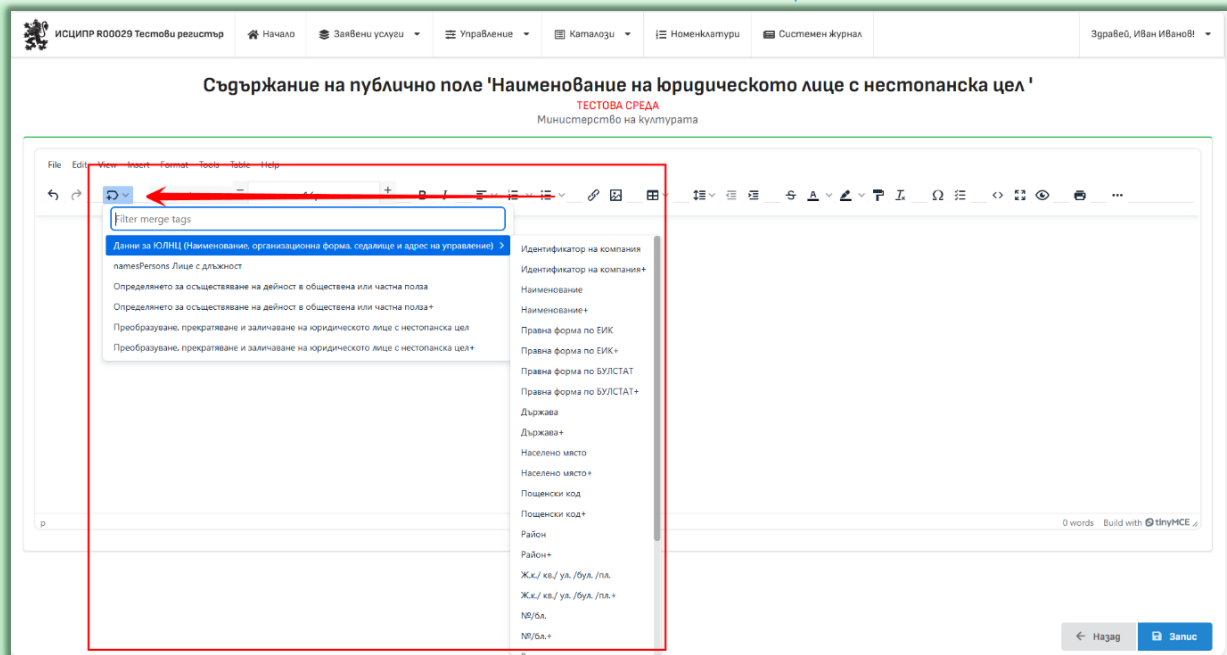 ИСЦИПР R00029 Тестови регистър Начало Заявени услуги Управление Каталози Номенклатури Системен журнал Здравей, Иван Иванов!
Съдържание на публично поле 'Наименование на юридическото лице с нестопанска цел '
ТЕСТОВА СРЕДА
Министерство на културата
File Edit View Insert Format Tools Table Help
Filter merge tags
Данни за ЮЛНЦ (Наименование, организационна форма, седалище и адрес на управление)
namesPersons Лице с длъжност
Определянето за осъществяване на дейност в обществена или частна полза
Определянето за осъществяване на дейност в обществена или частна полза+
Преобразуване, прекратяване и заличаване на юридическото лице с нестопанска цел
Преобразуване, прекратяване и заличаване на юридическото лице с нестопанска цел+
Идентификатор на компания
Идентификатор на компания+
Наименование
Наименование+
Правна форма по ЕИК
Правна форма по ЕИК+
Правна форма по БУЛСТАТ
Правна форма по БУЛСТАТ+
Държава
Държава+
Населено място
Населено място+
Пощенски код
Пощенски код+
Район
Район+
Ж.к./ кв./ ул. /бул. /пл.
Ж.к./ кв./ ул. /бул. /пл.+
№/бл.
№/бл.+
p 0 words Build with tinyMCE
Назад Запис